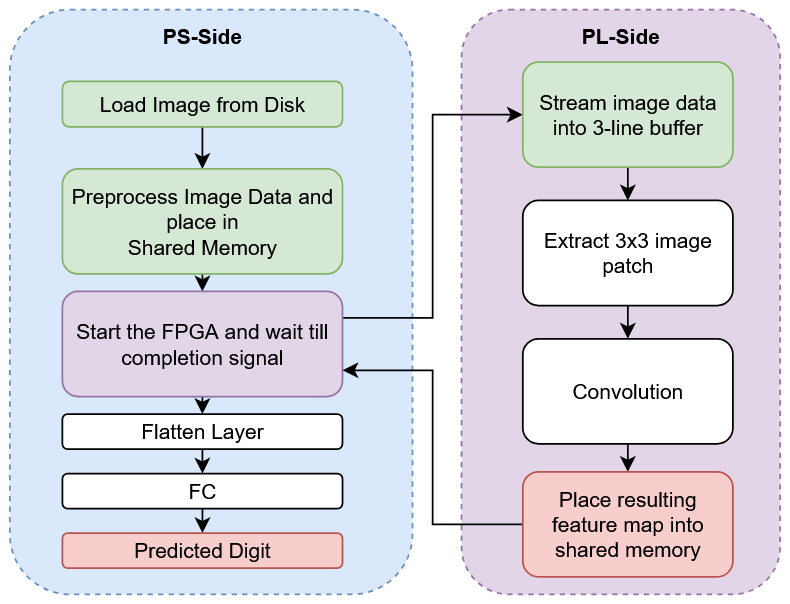 PS-Side
Load Image from Disk
Preprocess Image Data and
place in
Shared Memory
Start the FPGA and wait till
completion signal
Flatten Layer
FC
Predicted Digit
PL-Side
Stream image data
into 3-line buffer
Extract 3x3 image
patch
Convolution
Place resulting
feature map into
shared memory